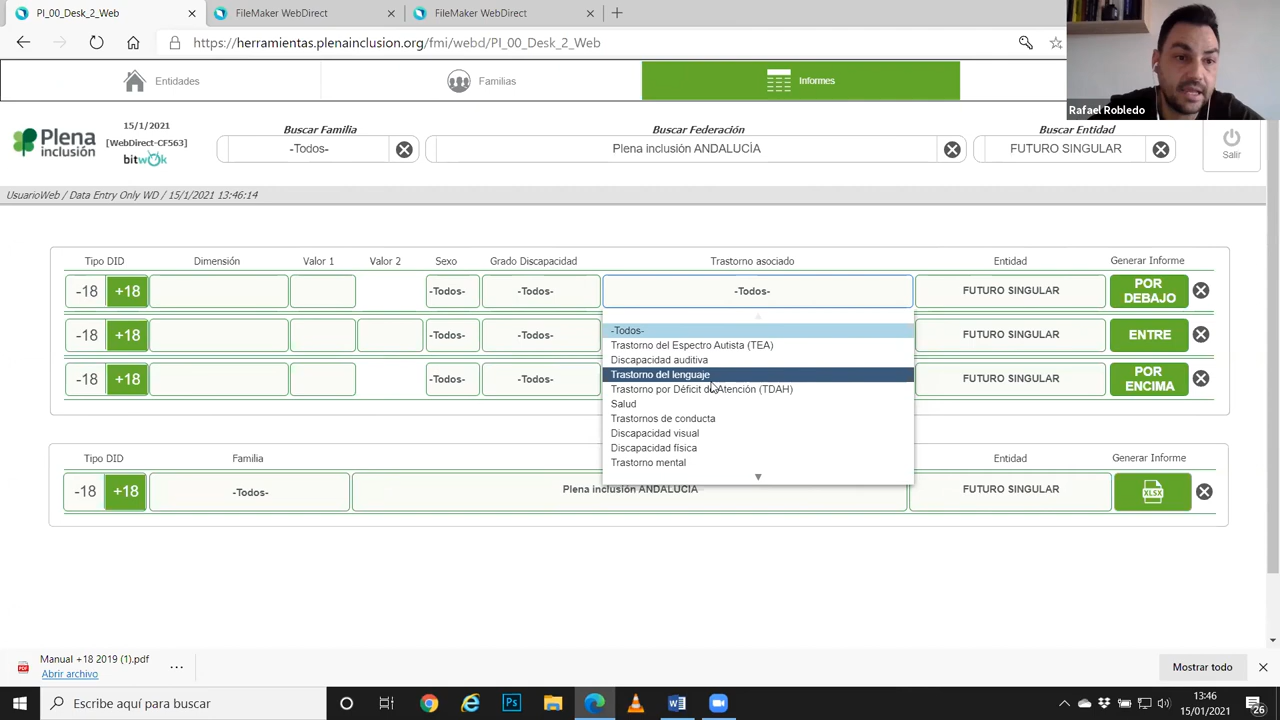 PI_00_Desk_2_Web
FileMaker WebDirect
FileMaker WebDirect
https://herramientas.plenainclusion.org/fmi/webd/PI_00_Desk_2_Web
Rafael Robledo
Entidades
Familias
Informes
Plena
inclusión
15/1/2021
[WebDirect-CF563]
bitwok
Buscar Familia
-Todos-
Buscar Federación
Plena inclusión ANDALUCÍA
Buscar Entidad
FUTURO SINGULAR
Salir
UsuarioWeb / Data Entry Only WD / 15/1/2021 13:46:14
Tipo DID Dimensión Valor 1 Valor 2 Sexo Grado Discapacidad Trastorno asociado Entidad Generar Informe
-18 +18 -Todos- -Todos- -Todos- FUTURO SINGULAR POR DEBAJO
-18 +18 FUTURO SINGULAR ENTRE
-18 +18 -Todos- -Todos- FUTURO SINGULAR POR ENCIMA
-Todos-
Trastorno del Espectro Autista (TEA)
Discapacidad auditiva
Trastorno del lenguaje
Trastorno por Déficit de Atención (TDAH)
Salud
Trastornos de conducta
Discapacidad visual
Discapacidad física
Trastorno mental
Tipo DID Familia Entidad Generar Informe
-18 +18 -Todos- Plena inclusión ANDALUCÍA FUTURO SINGULAR XLSX
PDF
Manual +18 2019 (1).pdf
Abrir archivo
Mostrar todo
Escribe aquí para buscar
Ps
13:46
15/01/2021
26